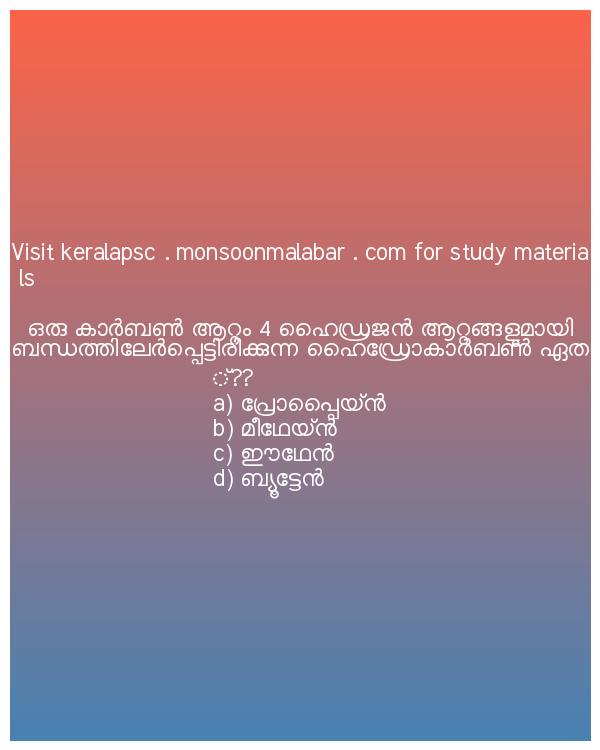 Visit keralapsc . monsoonmalabar . com for study materia
ls
ഒരു കാർബൺ ആറ്റം 4 ഹൈഡ്രജൻ ആറ്റങ്ങളുമായി
ബന്ധത്തിലേർപ്പെട്ടിരിക്കുന്ന ഹൈഡ്രോകാർബൺ ഏത
്??
a) പ്രോപ്പൈയ്ൻ
b) മീഥേയ്ൻ
c) ഈഥേൻ
d) ബ്യൂട്ടേൻ